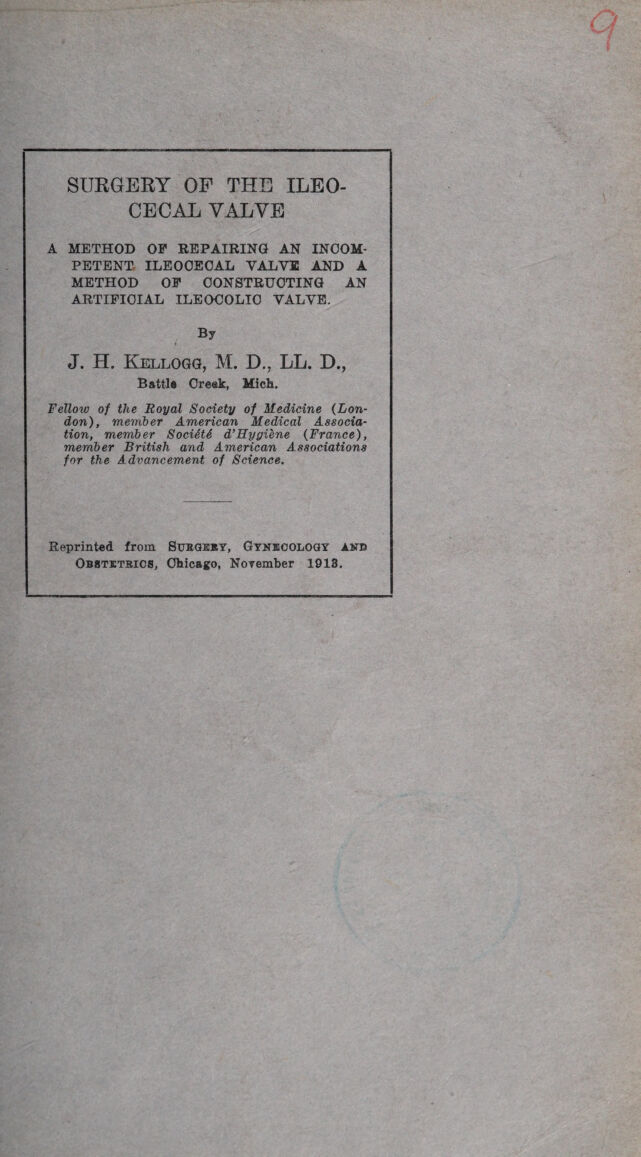 9
SURGERY OF THE ILEO-
CECAL VALVE
A METHOD OF REPAIRING AN INCOM-
PETENT ILEOCECAL VALVE AND A
METHOD OF CONSTRUCTING AN
ARTIFICIAL ILEOCOLIC VALVE.
By
J. H. KELLOGG, M. D., LL. D.,
Battle Creek, Mich.
Fellow of the Royal Society of Medicine (Lon-
don), member American Medical Associa-
tion, member Société d'Hygiène (France),
member British and American Associations
for the Advancement of Science.
Reprinted from SURGERY, GYNECOLOGY AND
OBSTETRICS, Chicago, November 1913.